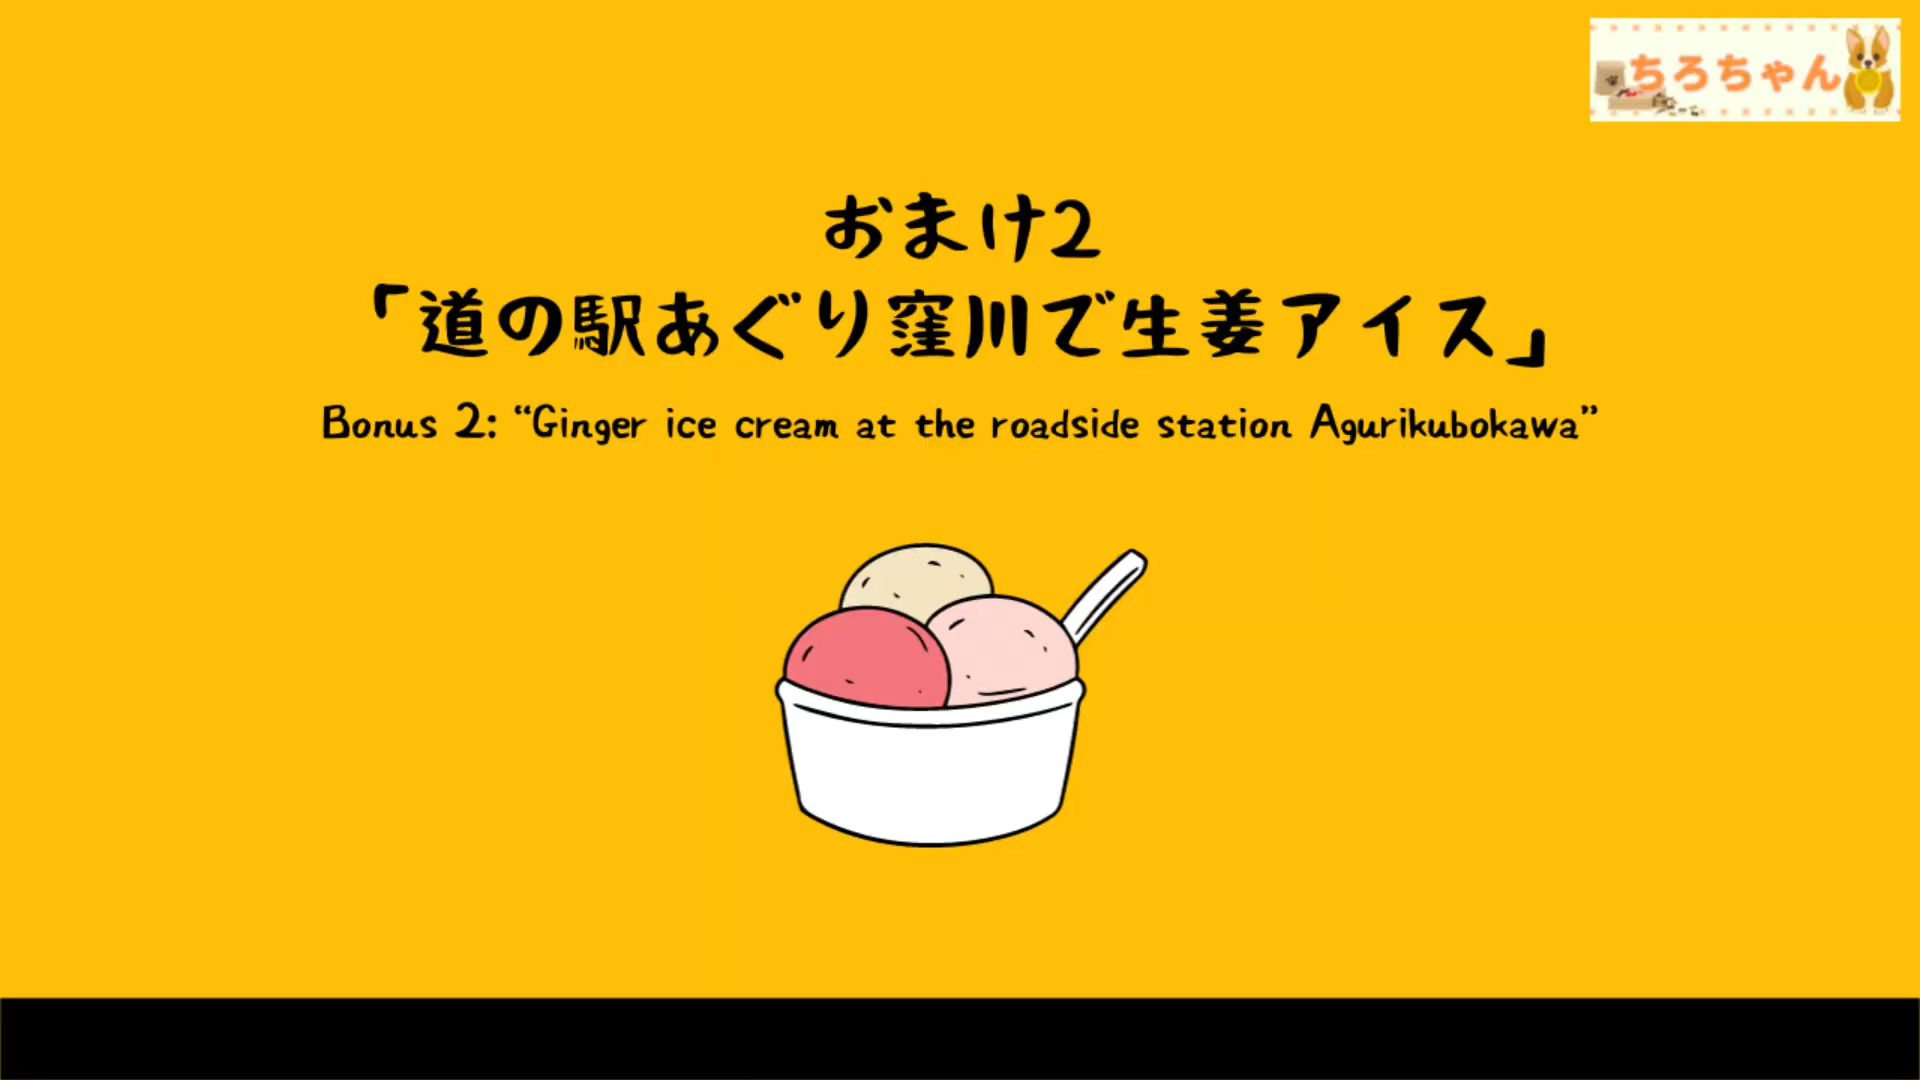 ちろちゃん
おまけ2
「道の駅あぐり窪川で生姜アイス」
Bonus 2: “Ginger ice cream at the roadside station Agurikubokawa”